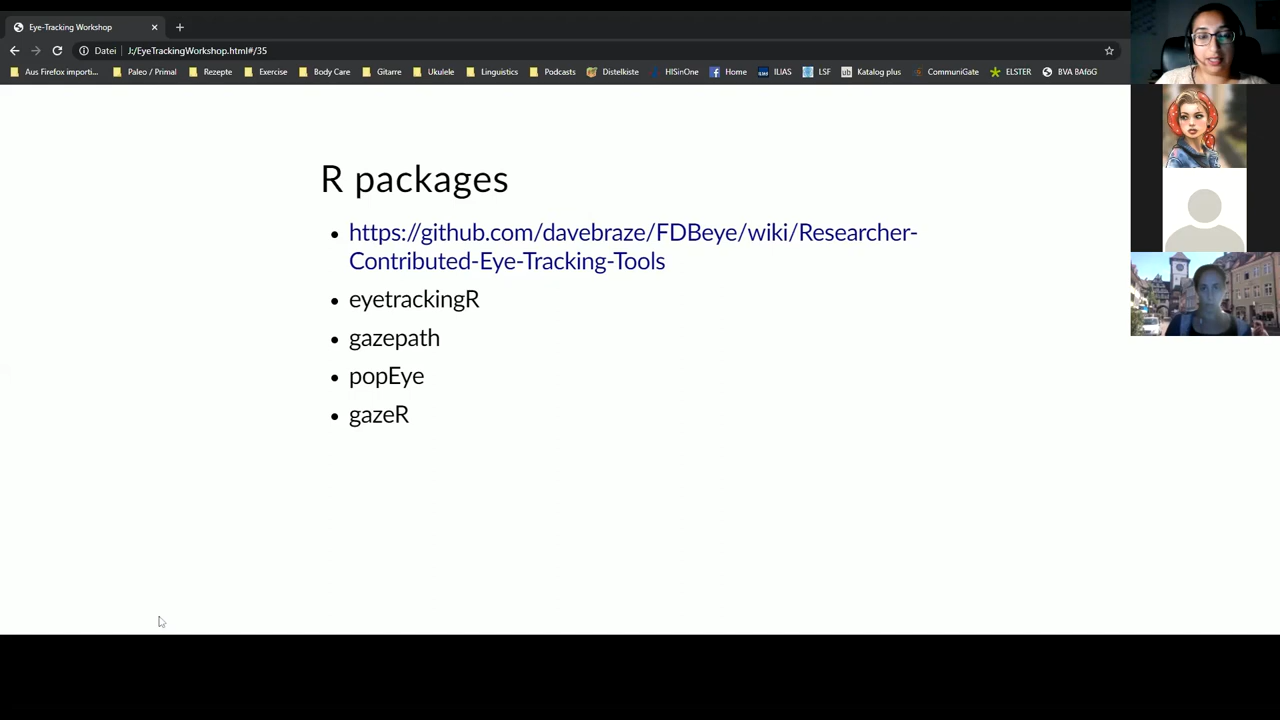 Eye-Tracking Workshop
Datei
J:/EyeTrackingWorkshop.html#/35
Aus Firefox importi...
Paleo / Primal
Rezepte
Exercise
Body Care
Gitarre
Ukulele
Linguistics
Podcasts
Distelkiste
HISinOne
Home
ILIAS
LSF
Katalog plus
CommuniGate
ELSTER
BVA BAföG
R packages
https://github.com/davebraze/FDBeye/wiki/Researcher-
Contributed-Eye-Tracking-Tools
eyetrackingR
gazepath
popEye
gazeR